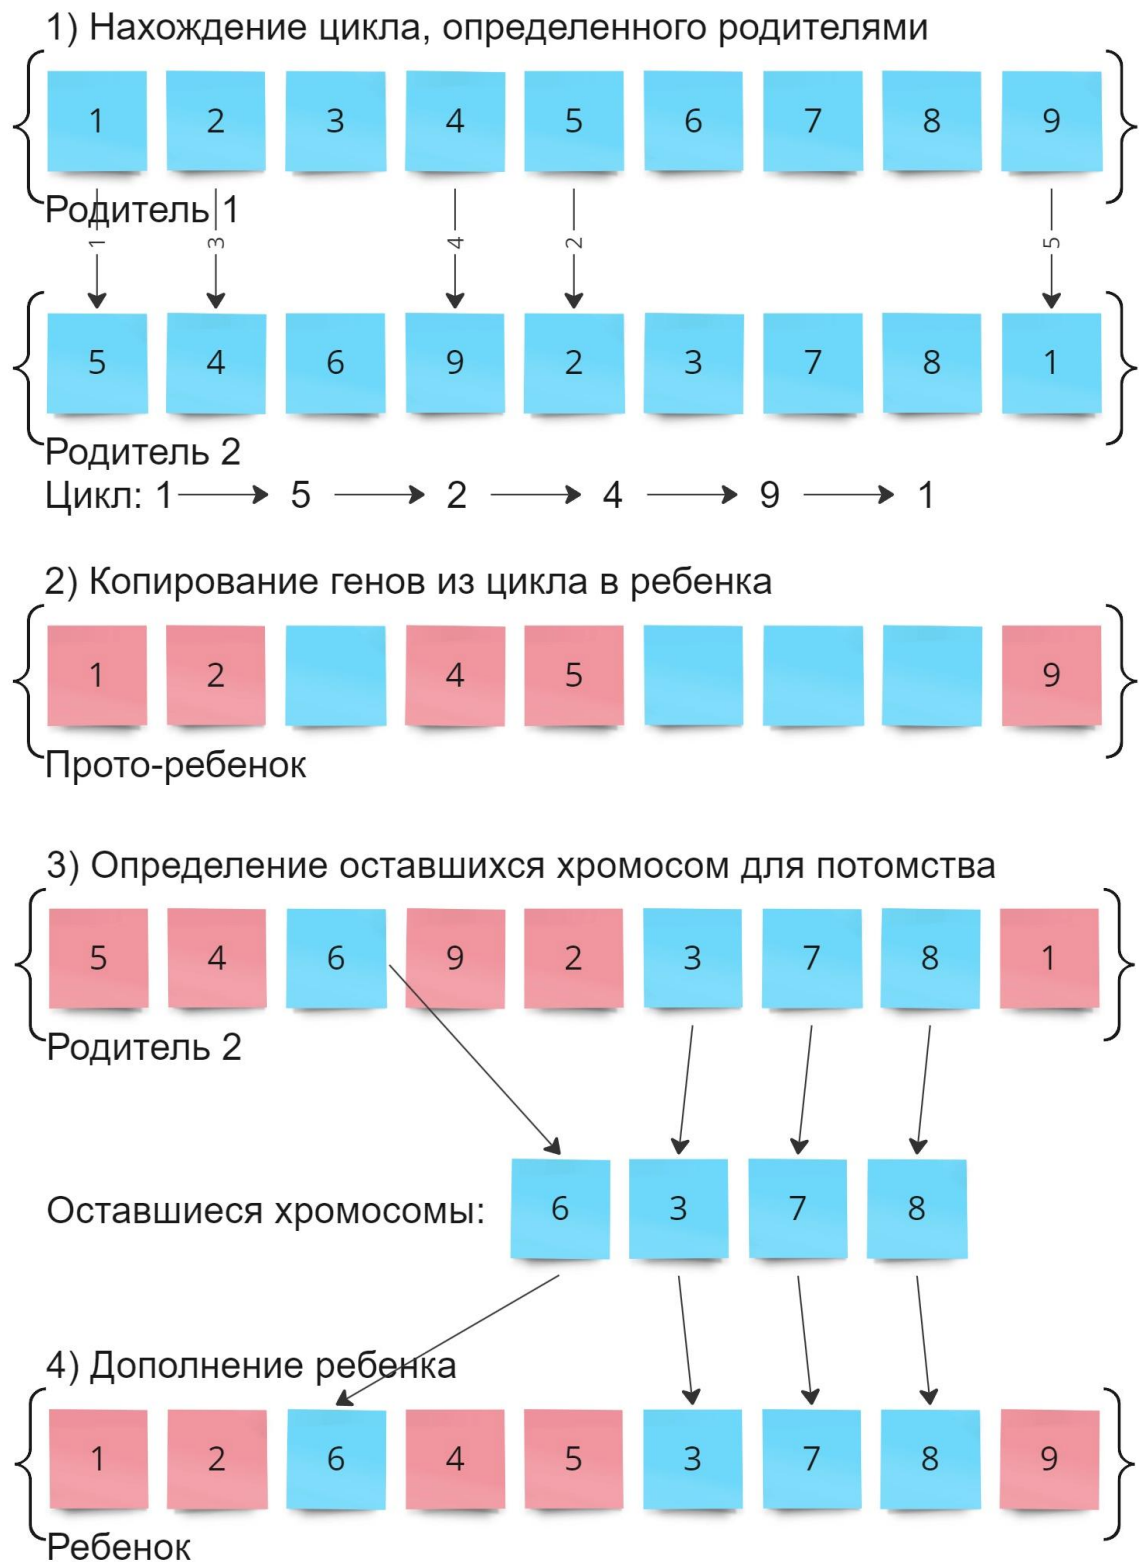 1) Нахождение цикла, определенного родителями
1 2 3 4 5 6 7 8 9
Родитель 1
1 3 4 2 5
5 4 6 9 2 3 7 8 1
Родитель 2
Цикл: 1 5 2 4 9 1
2) Копирование генов из цикла в ребенка
1 2 4 5 9
Прото-ребенок
3) Определение оставшихся хромосом для потомства
5 4 6 9 2 3 7 8 1
Родитель 2
Оставшиеся хромосомы: 6 3 7 8
4) Дополнение ребенка
1 2 6 4 5 3 7 8 9
Ребенок